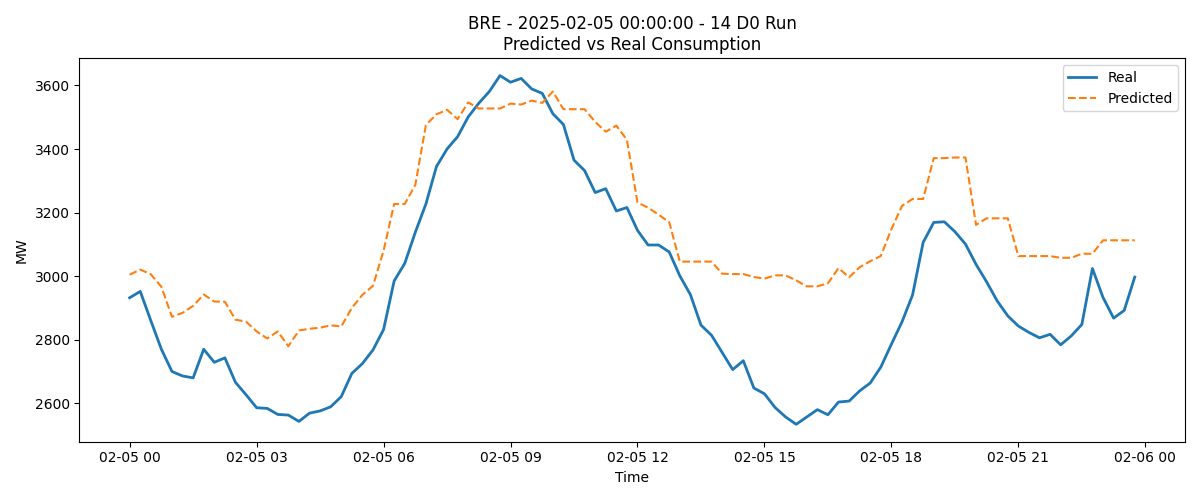 BRE - 2025-02-05 00:00:00 - 14 D0 Run
Predicted vs Real Consumption
Real
Predicted
MW
3600
3400
3200
3000
2800
2600
02-05 00
02-05 03
02-05 06
02-05 09
02-05 12
02-05 15
02-05 18
02-05 21
02-06 00
Time